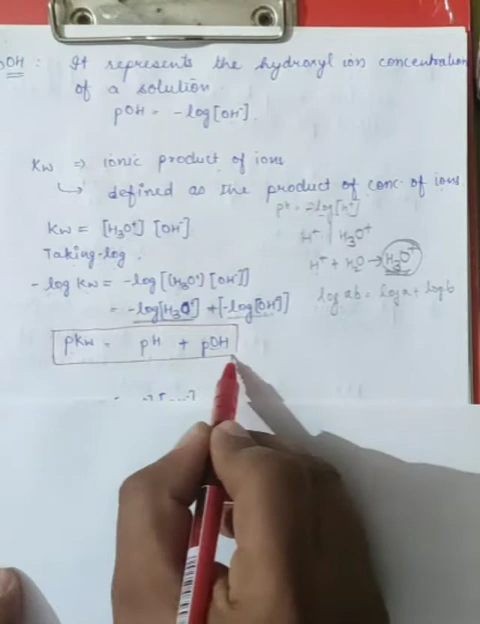 pOH : It represents the hydroxyl ion concentration
of a solution.
pOH = -log[OH⁻].
Kw ⇒ ionic product of ions
↳ defined as the product of conc. of ions
pH = -log[H⁺]
Kw = [H₃O⁺] [OH⁻]
H⁺ | H₃O⁺
Taking -log.
H⁺ + H₂O → H₃O⁺
-log Kw = -log[(H₃O⁺) [OH⁻]]
log ab = log a + log b
= -log[H₃O⁺] + [-log[OH⁻]]
pKw = pH + pOH